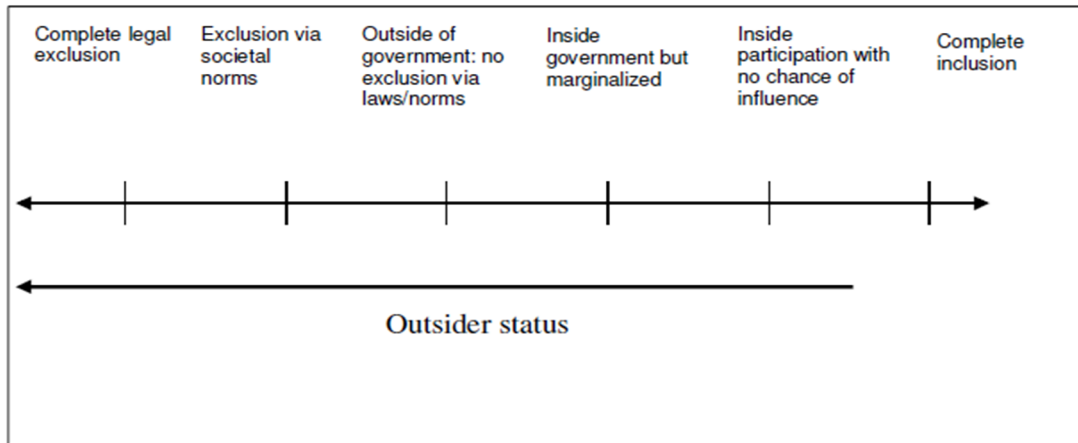 Complete legal
exclusion
Exclusion via
societal
norms
Outside of
government: no
exclusion via
laws/norms
Inside
government but
marginalized
Inside
participation with
no chance of
influence
Complete
inclusion
Outsider status